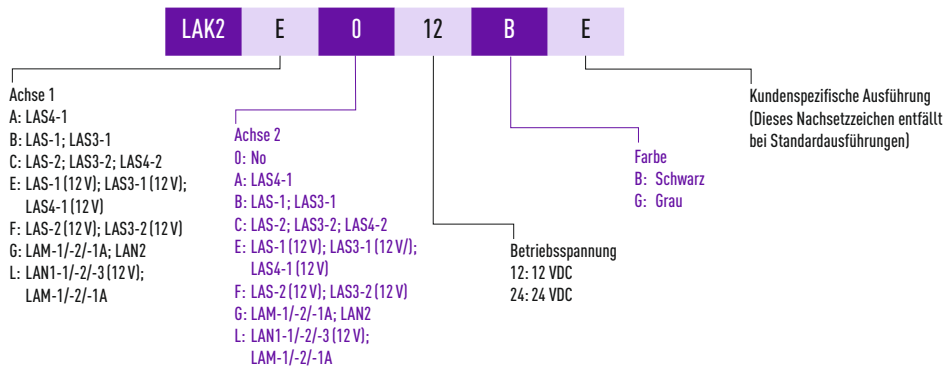 LAK2 E 0 12 B E
Achse 1
A: LAS4-1
B: LAS-1; LAS3-1
C: LAS-2; LAS3-2; LAS4-2
E: LAS-1 (12 V); LAS3-1 (12 V);
LAS4-1 (12 V)
F: LAS-2 (12 V); LAS3-2 (12 V)
G: LAM-1/-2/-1A; LAN2
L: LAN1-1/-2/-3 (12 V);
LAM-1/-2/-1A
Achse 2
0: No
A: LAS4-1
B: LAS-1; LAS3-1
C: LAS-2; LAS3-2; LAS4-2
E: LAS-1 (12 V); LAS3-1 (12 V/);
LAS4-1 (12 V)
F: LAS-2 (12 V); LAS3-2 (12 V)
G: LAM-1/-2/-1A; LAN2
L: LAN1-1/-2/-3 (12 V);
LAM-1/-2/-1A
Betriebsspannung
12: 12 VDC
24: 24 VDC
Farbe
B: Schwarz
G: Grau
Kundenspezifische Ausführung
(Dieses Nachsetzzeichen entfällt
bei Standardausführungen)